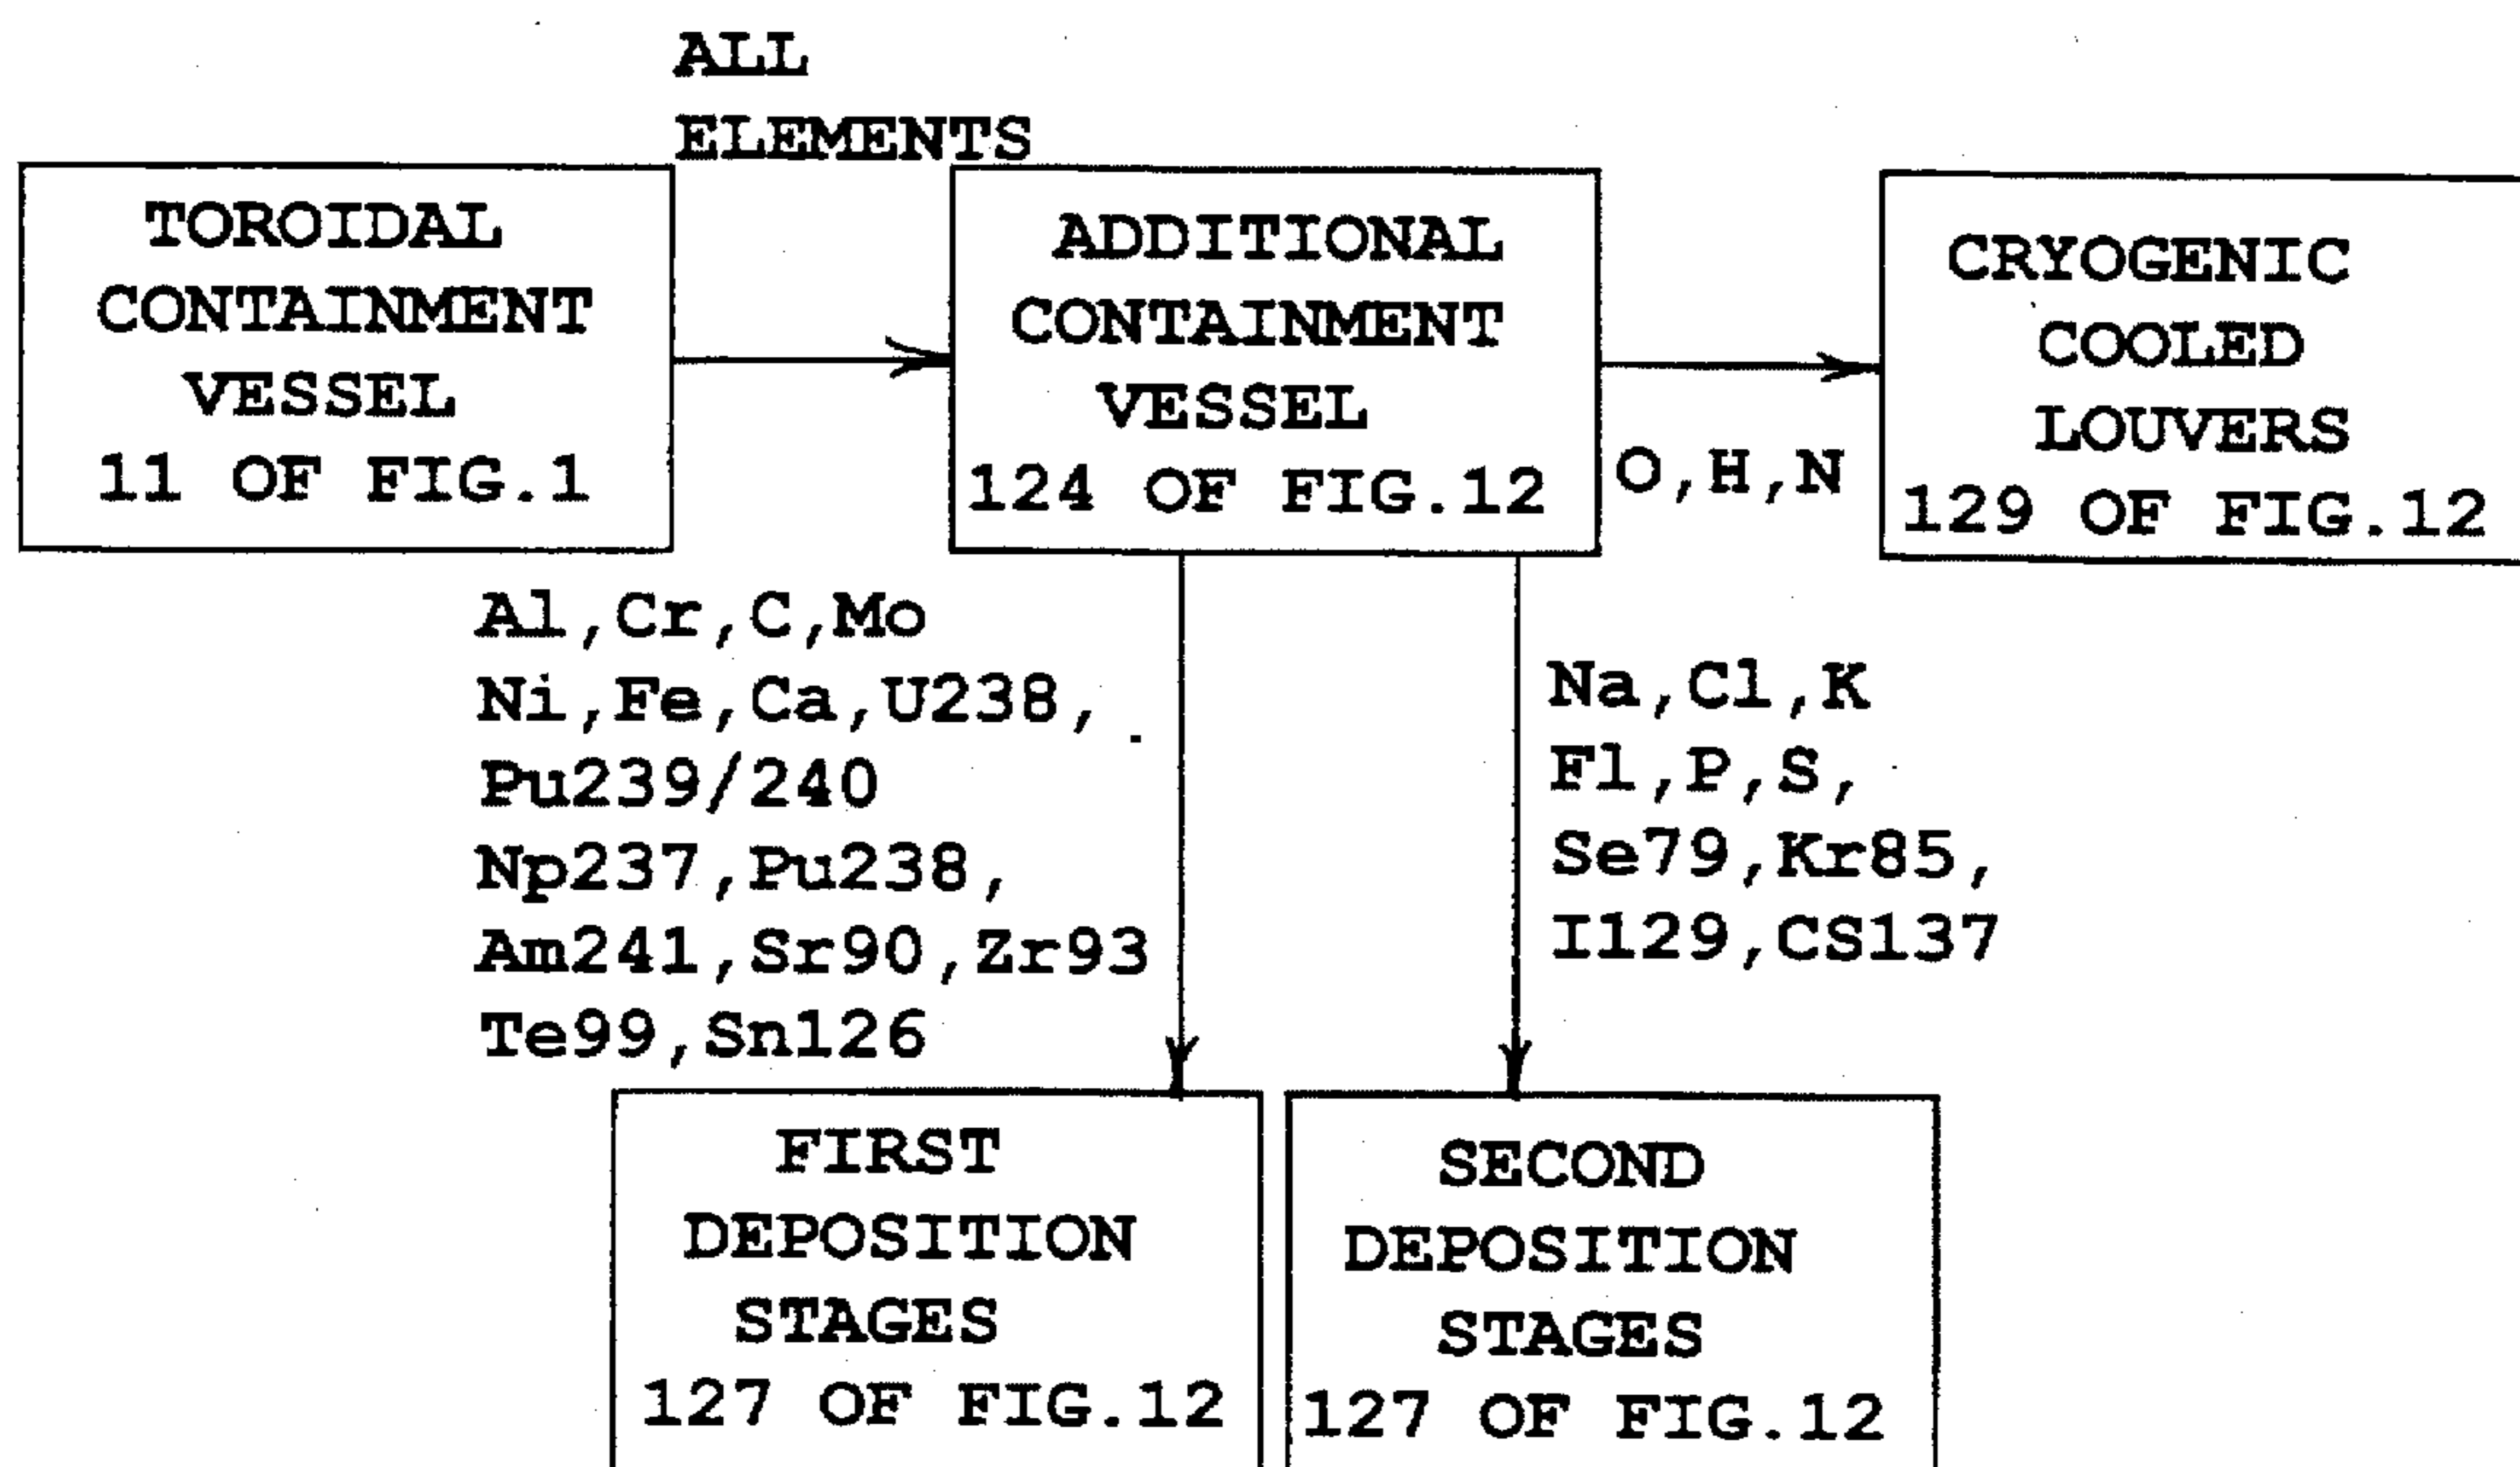 ALL
ELEMENTS
TOROIDAL
CONTAINMENT
VESSEL
11 OF FIG.1
ADDITIONAL
CONTAINMENT
VESSEL
124 OF FIG.12
O,H,N
CRYOGENIC
COOLED
LOUVERS
129 OF FIG.12
Al,Cr,C,Mo
Ni,Fe,Ca,U238,
Pu239/240
Np237,Pu238,
Am241,Sr90,Zr93
Te99,Sn126
Na,Cl,K
Fl,P,S,
Se79,Kr85,
I129,CS137
FIRST
DEPOSITION
STAGES
127 OF FIG.12
SECOND
DEPOSITION
STAGES
127 OF FIG.12